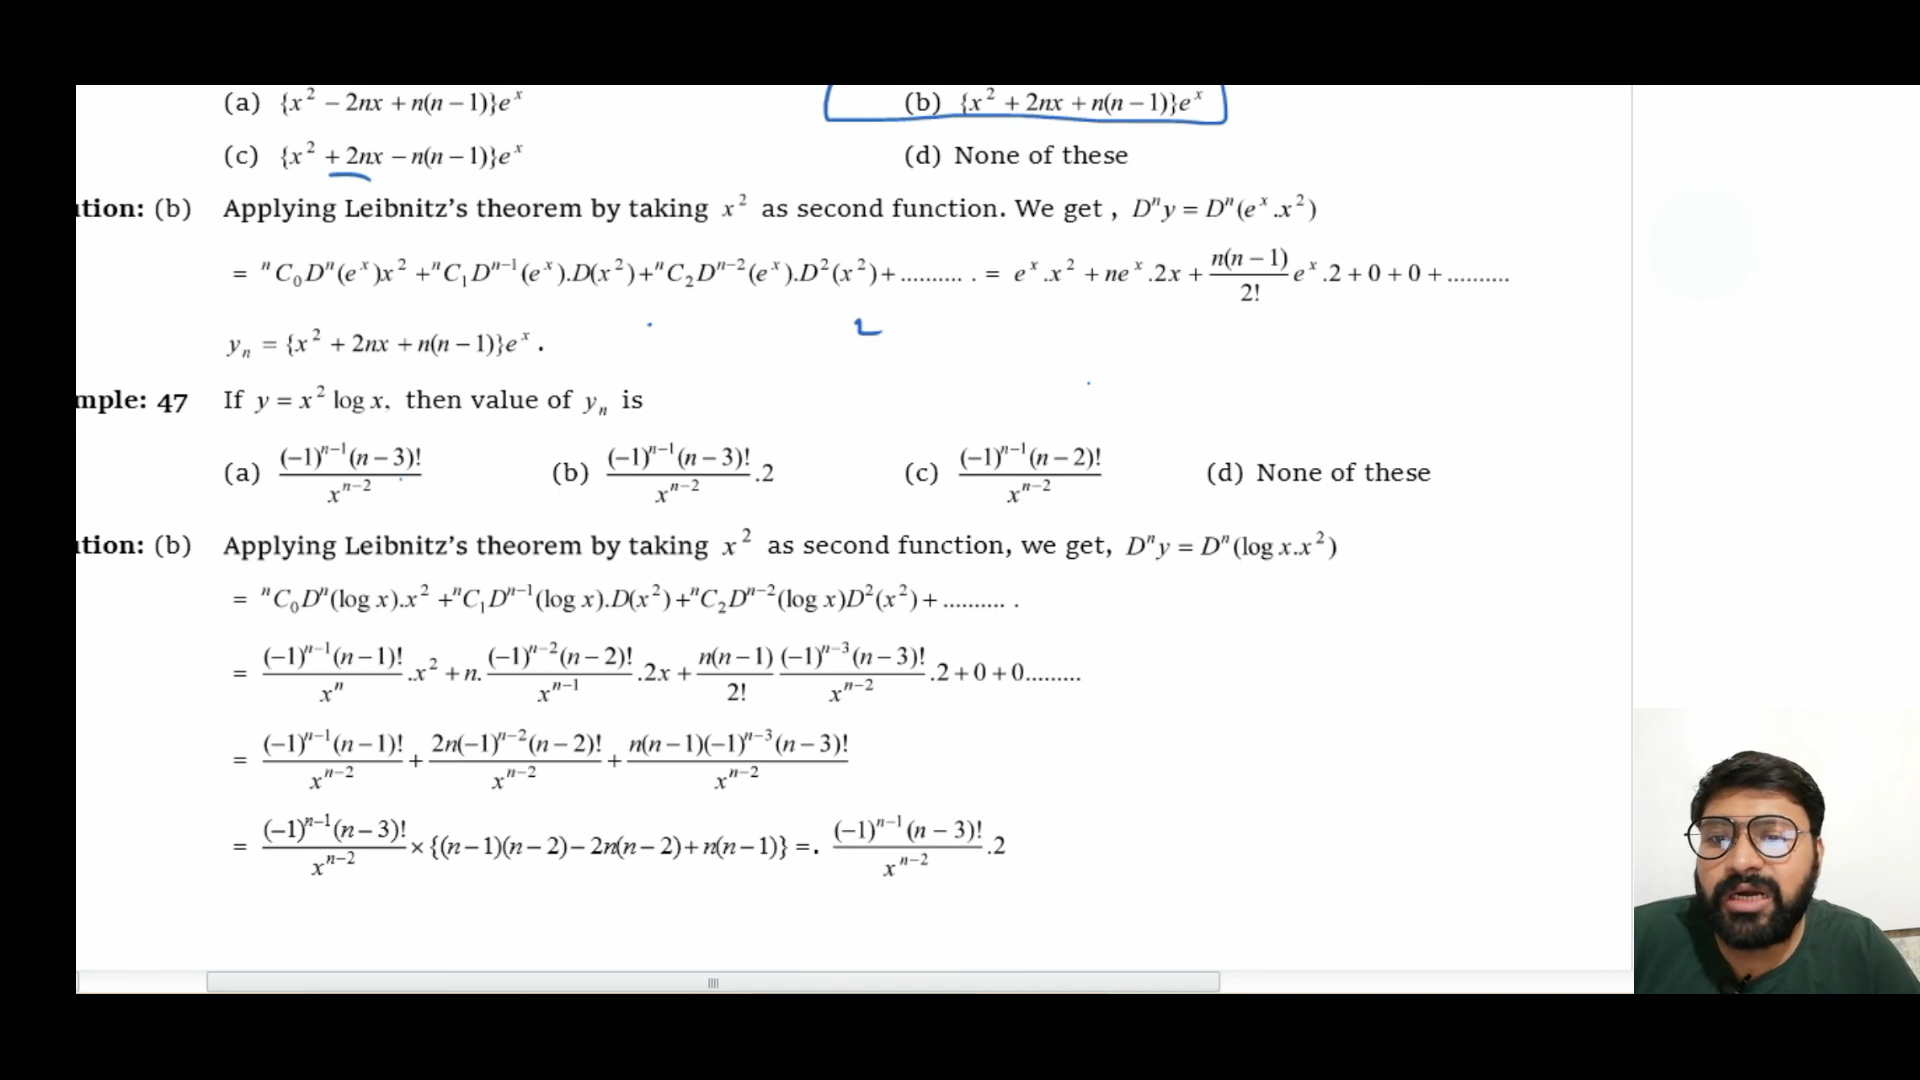 (a) {x² − 2nx + n(n − 1)}eˣ (b) {x² + 2nx + n(n − 1)}eˣ
(c) {x² + 2nx − n(n − 1)}eˣ (d) None of these
tion: (b) Applying Leibnitz's theorem by taking x² as second function. We get , Dⁿy = Dⁿ(eˣ.x²)
= ⁿC₀Dⁿ(eˣ)x² +ⁿC₁Dⁿ⁻¹(eˣ).D(x²)+ⁿC₂Dⁿ⁻²(eˣ).D²(x²)+.......... . = eˣ.x² + neˣ.2x + n(n − 1)/2! eˣ.2 + 0 + 0 + ..........
yₙ = {x² + 2nx + n(n − 1)}eˣ .
mple: 47 If y = x² log x, then value of yₙ is
(a) (−1)ⁿ⁻¹(n − 3)!/xⁿ⁻² (b) (−1)ⁿ⁻¹(n − 3)!/xⁿ⁻² .2 (c) (−1)ⁿ⁻¹(n − 2)!/xⁿ⁻² (d) None of these
tion: (b) Applying Leibnitz's theorem by taking x² as second function, we get, Dⁿy = Dⁿ(log x.x²)
= ⁿC₀Dⁿ(log x).x² +ⁿC₁Dⁿ⁻¹(log x).D(x²)+ⁿC₂Dⁿ⁻²(log x)D²(x²)+.......... .
= (−1)ⁿ⁻¹(n − 1)!/xⁿ .x² + n. (−1)ⁿ⁻²(n − 2)!/xⁿ⁻¹ .2x + n(n − 1)/2! (−1)ⁿ⁻³(n − 3)!/xⁿ⁻² .2 + 0 + 0.........
= (−1)ⁿ⁻¹(n − 1)!/xⁿ⁻² + 2n(−1)ⁿ⁻²(n − 2)!/xⁿ⁻² + n(n − 1)(−1)ⁿ⁻³(n − 3)!/xⁿ⁻²
= (−1)ⁿ⁻¹(n − 3)!/xⁿ⁻² × {(n − 1)(n − 2) − 2n(n − 2) + n(n − 1)} =. (−1)ⁿ⁻¹(n − 3)!/xⁿ⁻² .2